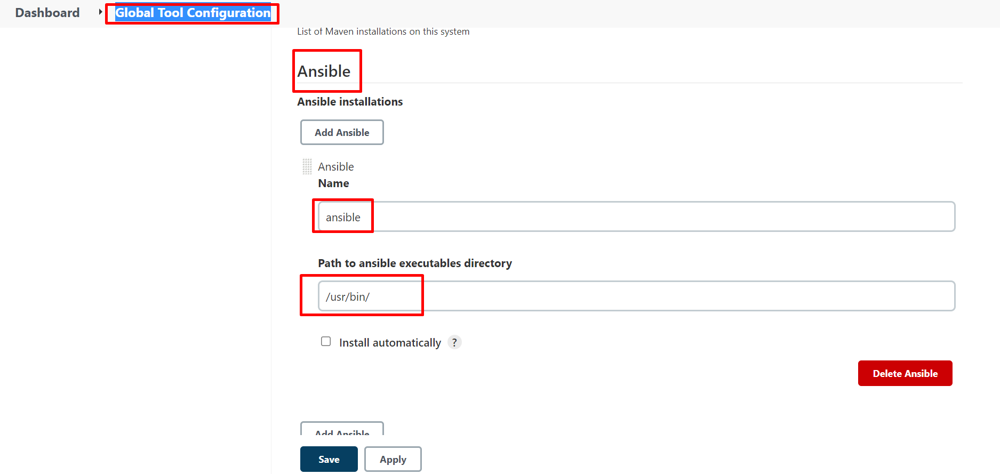 Dashboard Global Tool Configuration
List of Maven installations on this system
Ansible
Ansible installations
Add Ansible
Ansible
Name
ansible
Path to ansible executables directory
/usr/bin/
Install automatically ?
Delete Ansible
Add Ansible
Save Apply